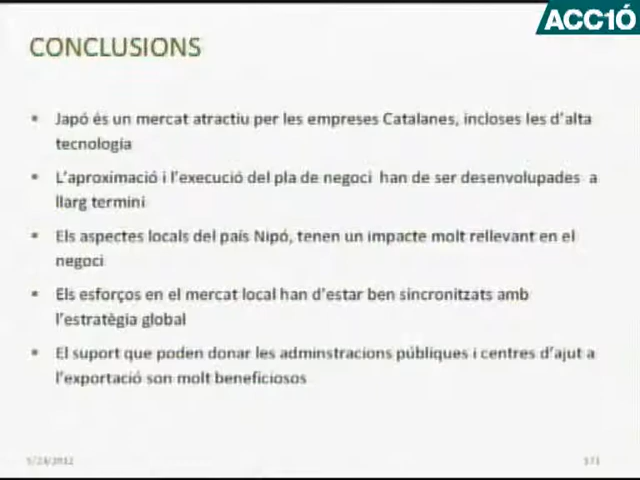 ACC1Ó
CONCLUSIONS
• Japó és un mercat atractiu per les empreses Catalanes, incloses les d'alta
tecnologia
• L'aproximació i l'execució del pla de negoci han de ser desenvolupades a
llarg termini
• Els aspectes locals del país Nipó, tenen un impacte molt rellevant en el
negoci
• Els esforços en el mercat local han d'estar ben sincronitzats amb
l'estratègia global
• El suport que poden donar les adminstracions públiques i centres d'ajut a
l'exportació son molt beneficiosos